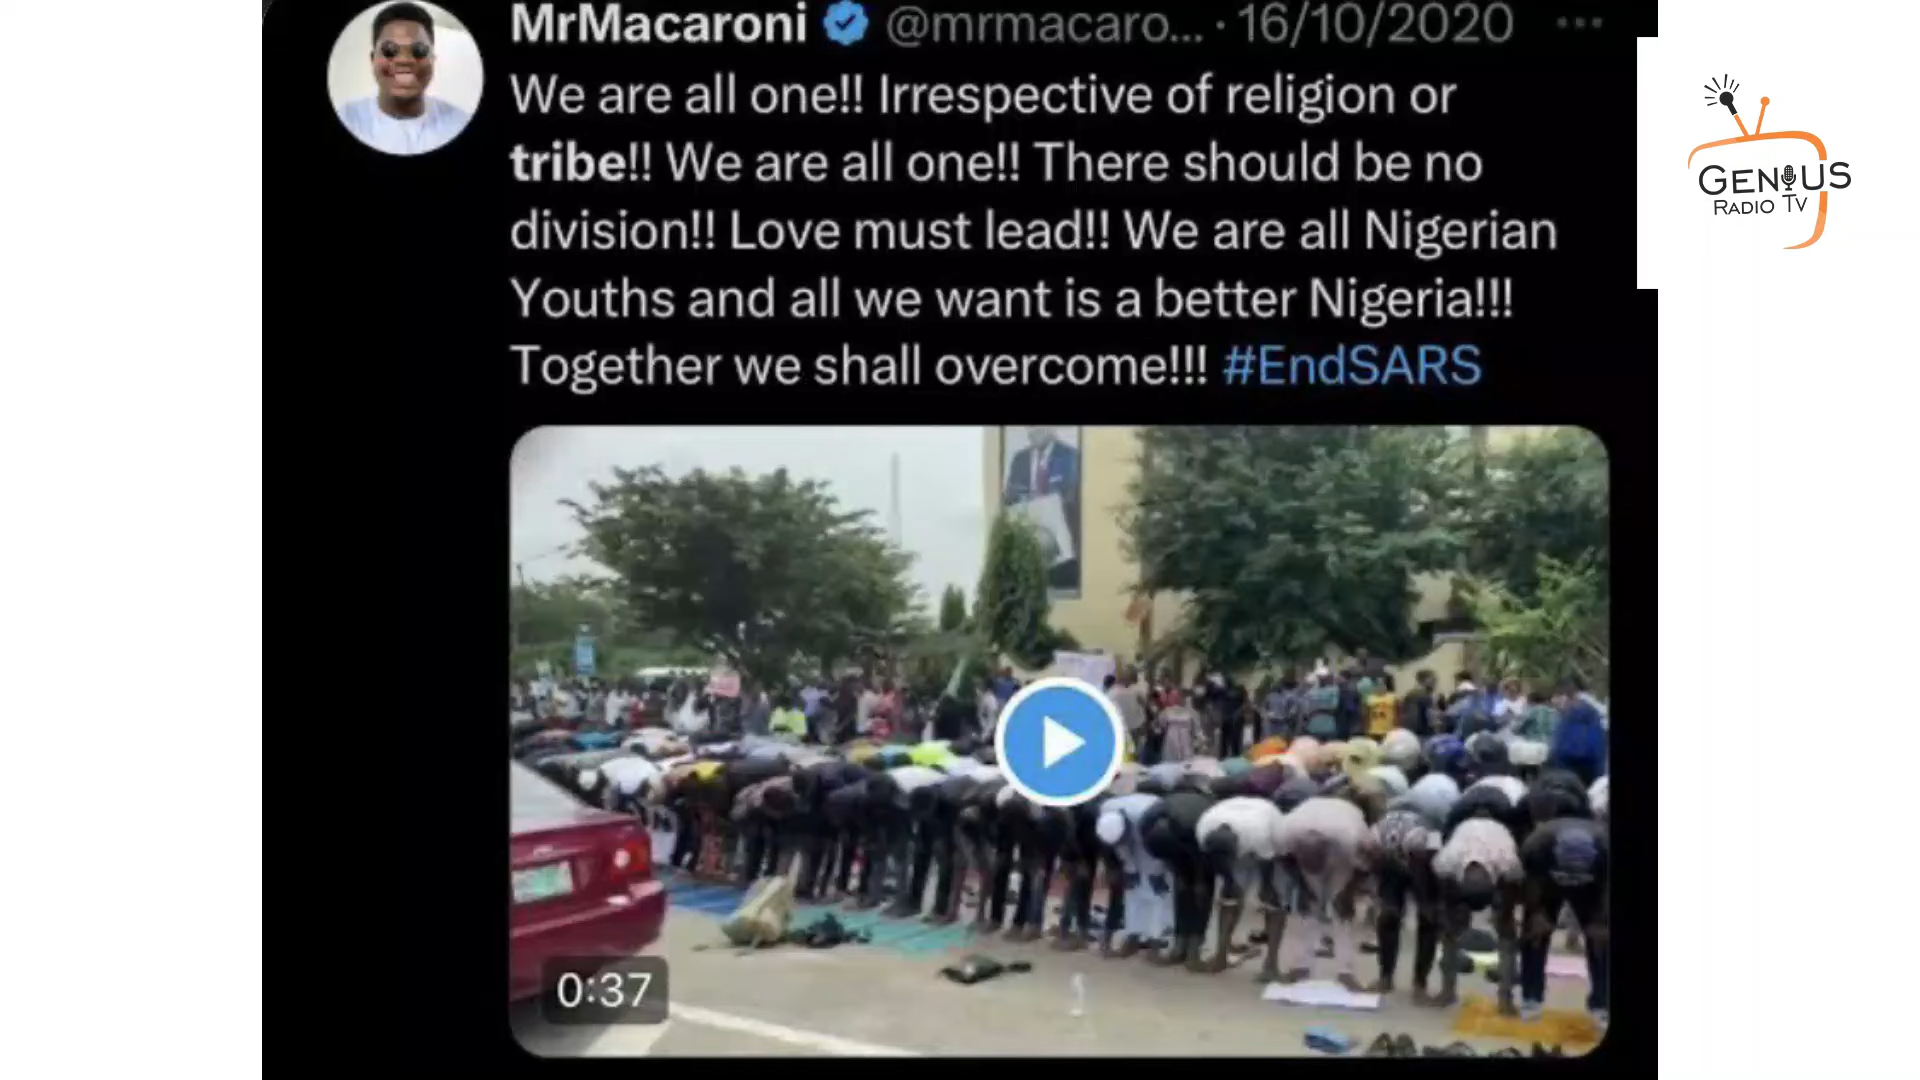 MrMacaroni @mrmacaro... · 16/10/2020 ...
We are all one!! Irrespective of religion or
tribe!! We are all one!! There should be no
division!! Love must lead!! We are all Nigerian
Youths and all we want is a better Nigeria!!!
Together we shall overcome!!! #EndSARS
0:37
GENIUS
RADIO TV